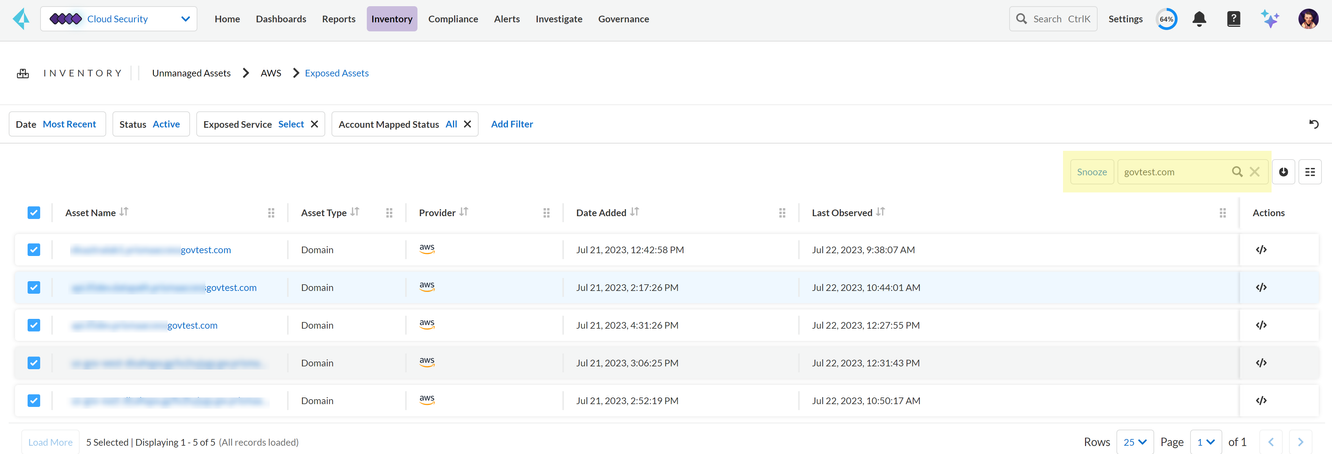 Cloud Security Home Dashboards Reports Inventory Compliance Alerts Investigate Governance Search CtrlK Settings 64% ?
INVENTORY Unmanaged Assets AWS Exposed Assets
Date Most Recent Status Active Exposed Service Select Account Mapped Status All Add Filter
Snooze govtest.com
Asset Name Asset Type Provider Date Added Last Observed Actions
govtest.com Domain aws Jul 21, 2023, 12:42:58 PM Jul 22, 2023, 9:38:07 AM </>
govtest.com Domain aws Jul 21, 2023, 2:17:26 PM Jul 22, 2023, 10:44:01 AM </>
govtest.com Domain aws Jul 21, 2023, 4:31:26 PM Jul 22, 2023, 12:27:55 PM </>
Domain aws Jul 21, 2023, 3:06:25 PM Jul 22, 2023, 12:31:43 PM </>
Domain aws Jul 21, 2023, 2:52:19 PM Jul 22, 2023, 10:50:17 AM </>
Load More 5 Selected | Displaying 1 - 5 of 5 (All records loaded) Rows 25 Page 1 of 1